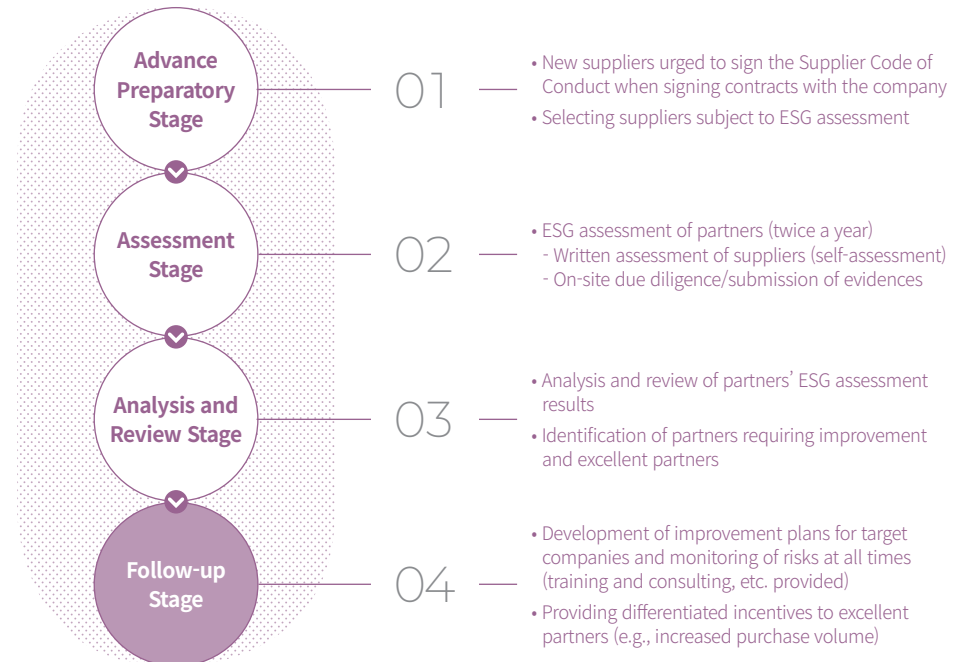 Advance
Preparatory
Stage
01
• New suppliers urged to sign the Supplier Code of
Conduct when signing contracts with the company
• Selecting suppliers subject to ESG assessment
Assessment
Stage
02
• ESG assessment of partners (twice a year)
- Written assessment of suppliers (self-assessment)
- On-site due diligence/submission of evidences
Analysis and
Review Stage
03
• Analysis and review of partners’ ESG assessment
results
• Identification of partners requiring improvement
and excellent partners
Follow-up
Stage
04
• Development of improvement plans for target
companies and monitoring of risks at all times
(training and consulting, etc. provided)
• Providing differentiated incentives to excellent
partners (e.g., increased purchase volume)